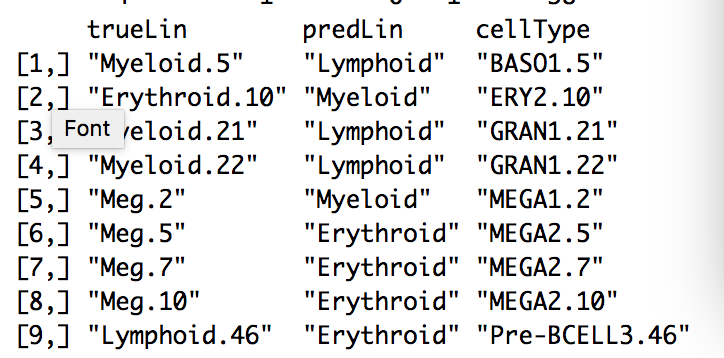 trueLin predLin cellType
[1,] "Myeloid.5" "Lymphoid" "BASO1.5"
[2,] "Erythroid.10" "Myeloid" "ERY2.10"
[3, Font yeloid.21" "Lymphoid" "GRAN1.21"
[4,] "Myeloid.22" "Lymphoid" "GRAN1.22"
[5,] "Meg.2" "Myeloid" "MEGA1.2"
[6,] "Meg.5" "Erythroid" "MEGA2.5"
[7,] "Meg.7" "Erythroid" "MEGA2.7"
[8,] "Meg.10" "Erythroid" "MEGA2.10"
[9,] "Lymphoid.46" "Erythroid" "Pre-BCELL3.46"